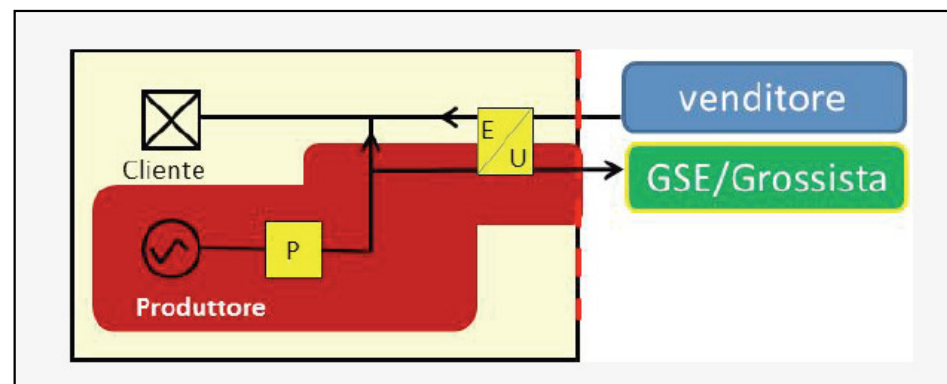 venditore
E
U
GSE/Grossista
Cliente
P
Produttore